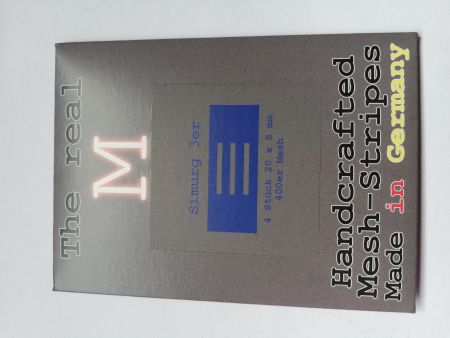 The real
M
Simurg 3er
4 Stück 20 x 8 mm
400er Mesh
Handcrafted
Mesh-Stripes
Made in Germany